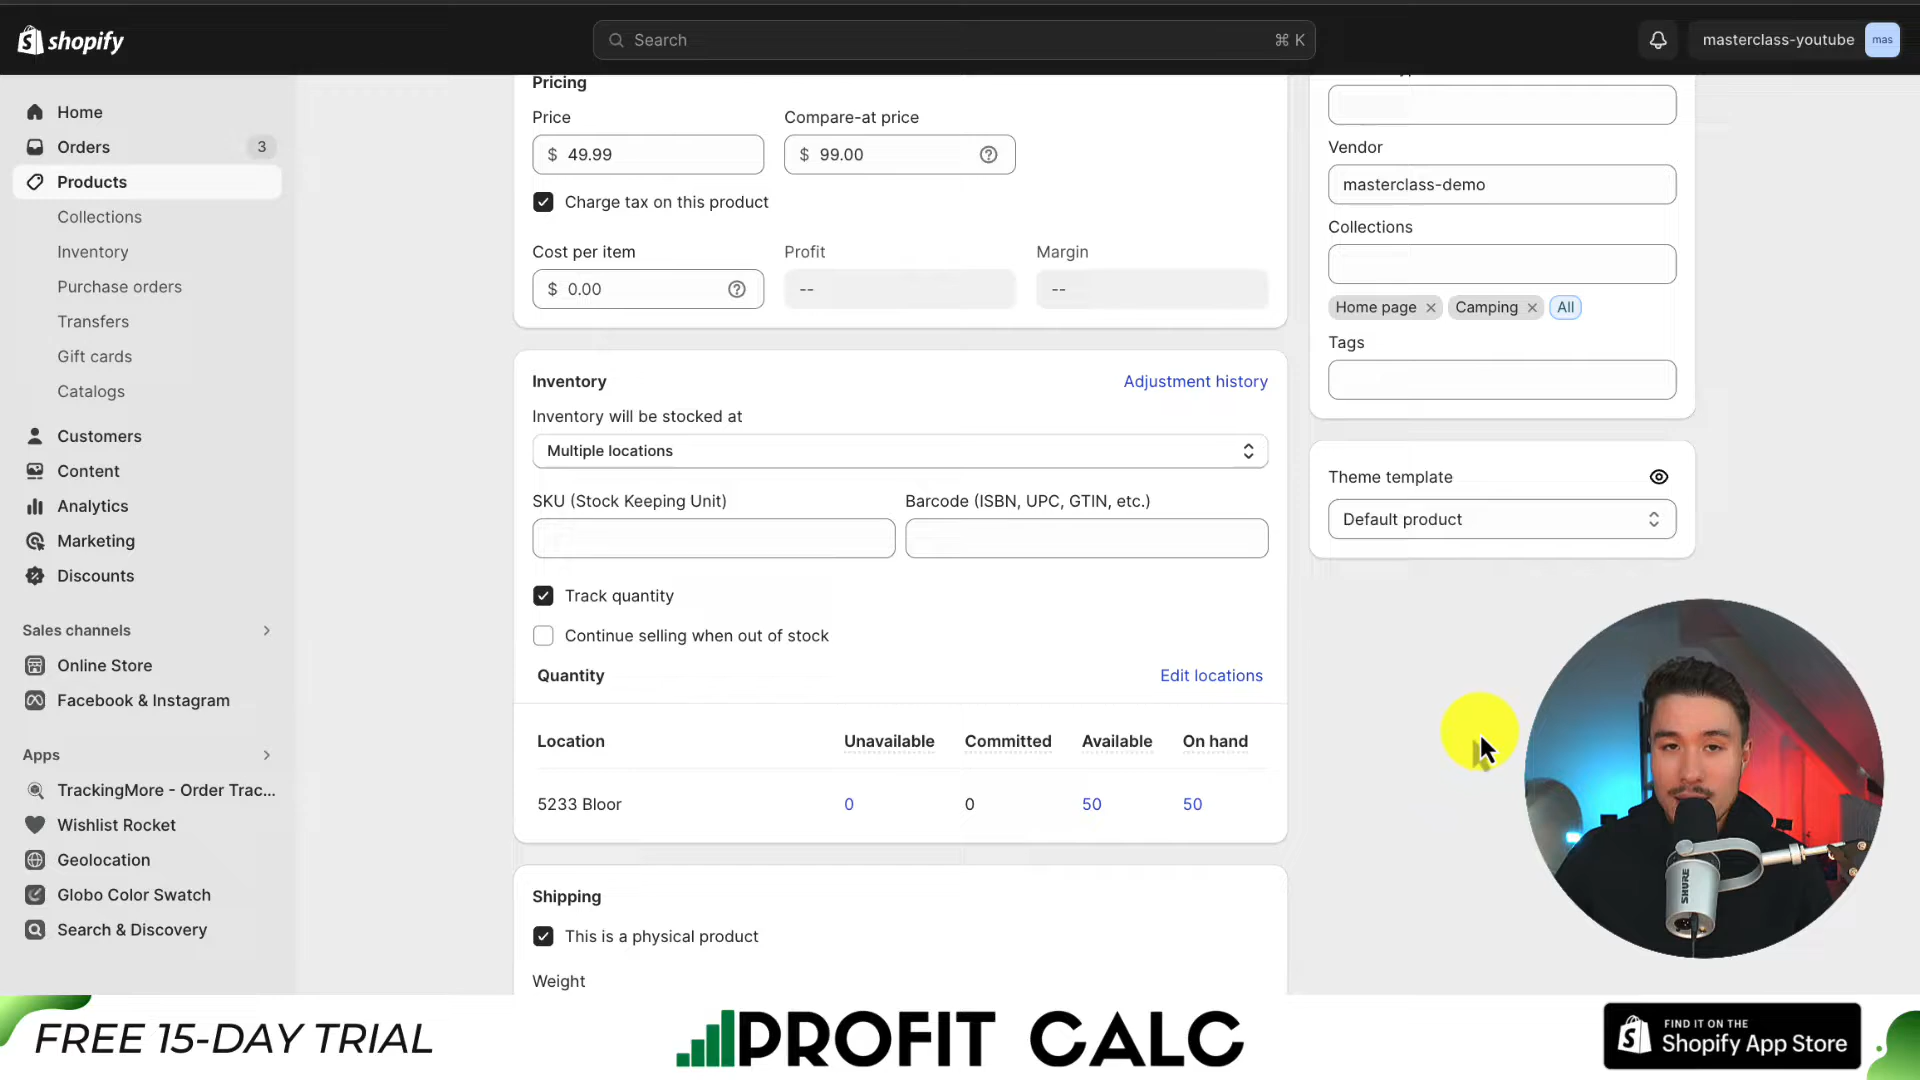 shopify
Search
⌘ K
masterclass-youtube
mas
Home
Orders
3
Products
Collections
Inventory
Purchase orders
Transfers
Gift cards
Catalogs
Customers
Content
Analytics
Marketing
Discounts
Sales channels
Online Store
Facebook & Instagram
Apps
TrackingMore - Order Trac...
Wishlist Rocket
Geolocation
Globo Color Swatch
Search & Discovery
Pricing
Price
Compare-at price
$ 49.99
$ 99.00
Charge tax on this product
Cost per item
Profit
Margin
$ 0.00
--
--
Inventory
Adjustment history
Inventory will be stocked at
Multiple locations
SKU (Stock Keeping Unit)
Barcode (ISBN, UPC, GTIN, etc.)
Track quantity
Continue selling when out of stock
Quantity
Edit locations
Location
Unavailable
Committed
Available
On hand
5233 Bloor
0
0
50
50
Shipping
This is a physical product
Weight
Vendor
masterclass-demo
Collections
Home page
Camping
All
Tags
Theme template
Default product
SHURE
FREE 15-DAY TRIAL
PROFIT CALC
FIND IT ON THE
Shopify App Store